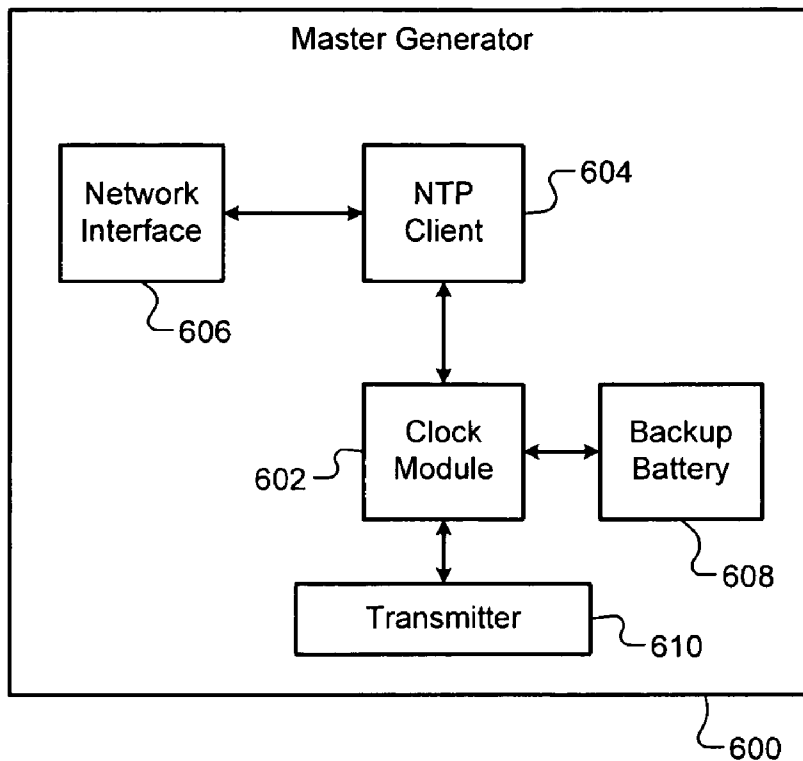 Master Generator
Network
Interface
NTP
Client
604
606
Clock
Module
Backup
Battery
602
608
Transmitter
610
600